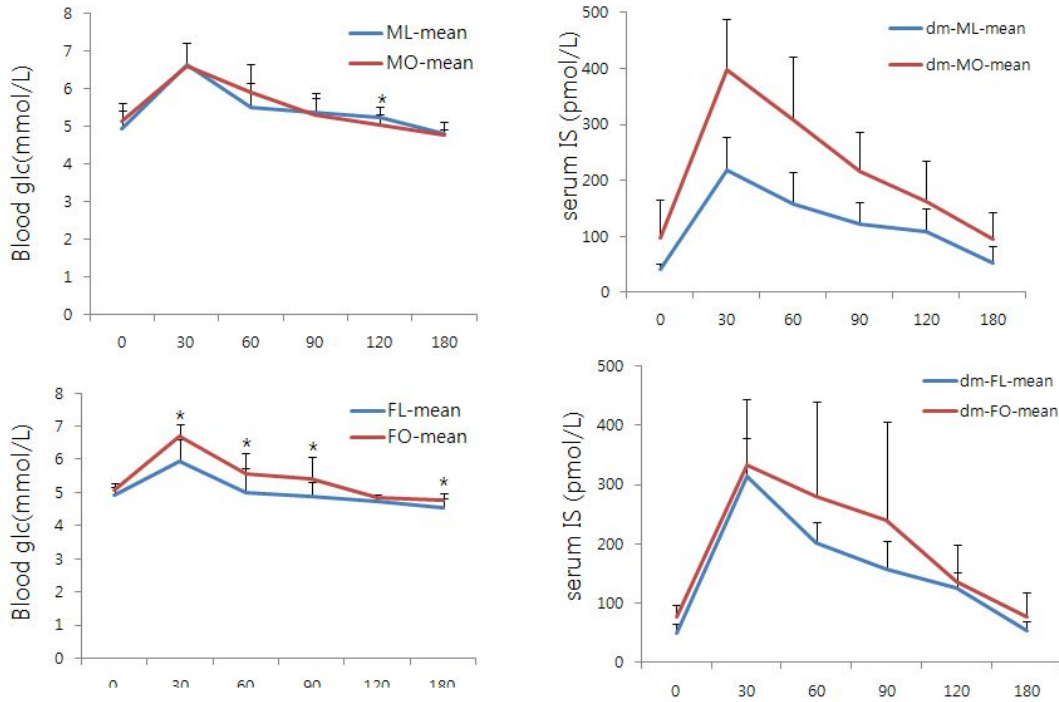 8
7
6
5
4
3
2
1
0
Blood glc(mmol/L)
ML-mean
MO-mean
*
0 30 60 90 120 180
500
400
300
200
100
0
serum IS (pmol/L)
dm-ML-mean
dm-MO-mean
0 30 60 90 120 180
8
7
6
5
4
3
2
1
0
Blood glc(mmol/L)
FL-mean
FO-mean
* * * *
0 30 60 90 120 180
500
400
300
200
100
0
serum IS (pmol/L)
dm-FL-mean
dm-FO-mean
0 30 60 90 120 180